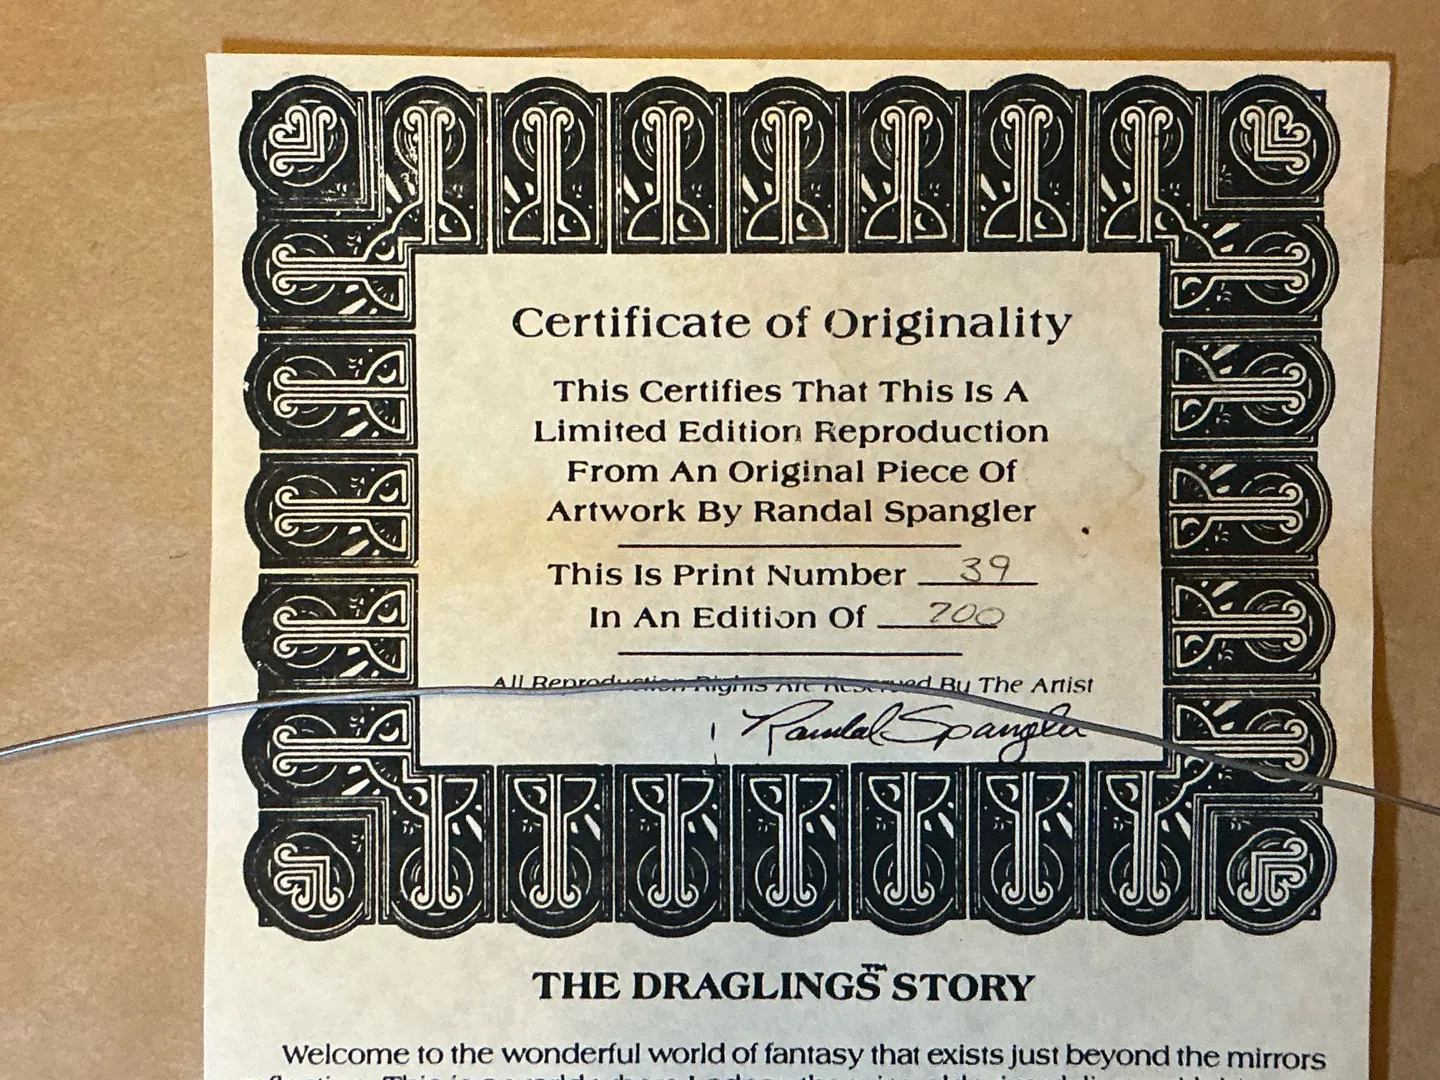 Certificate of Originality
This Certifies That This Is A
Limited Edition Reproduction
From An Original Piece Of
Artwork By Randal Spangler
This Is Print Number 39
In An Edition Of 200
All Reproduction Rights Are Reserved By The Artist
Randal Spangler
THE DRAGLINGS™ STORY
Welcome to the wonderful world of fantasy that exists just beyond the mirrors